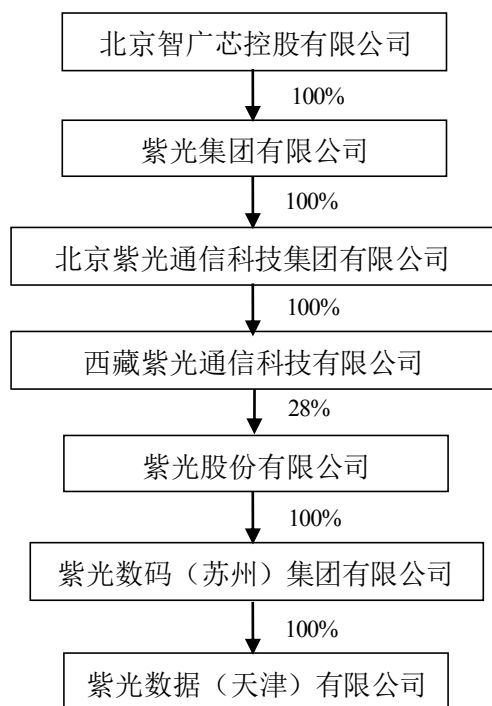 北京智广芯控股有限公司
100%
紫光集团有限公司
100%
北京紫光通信科技集团有限公司
100%
西藏紫光通信科技有限公司
28%
紫光股份有限公司
100%
紫光数码（苏州）集团有限公司
100%
紫光数据（天津）有限公司